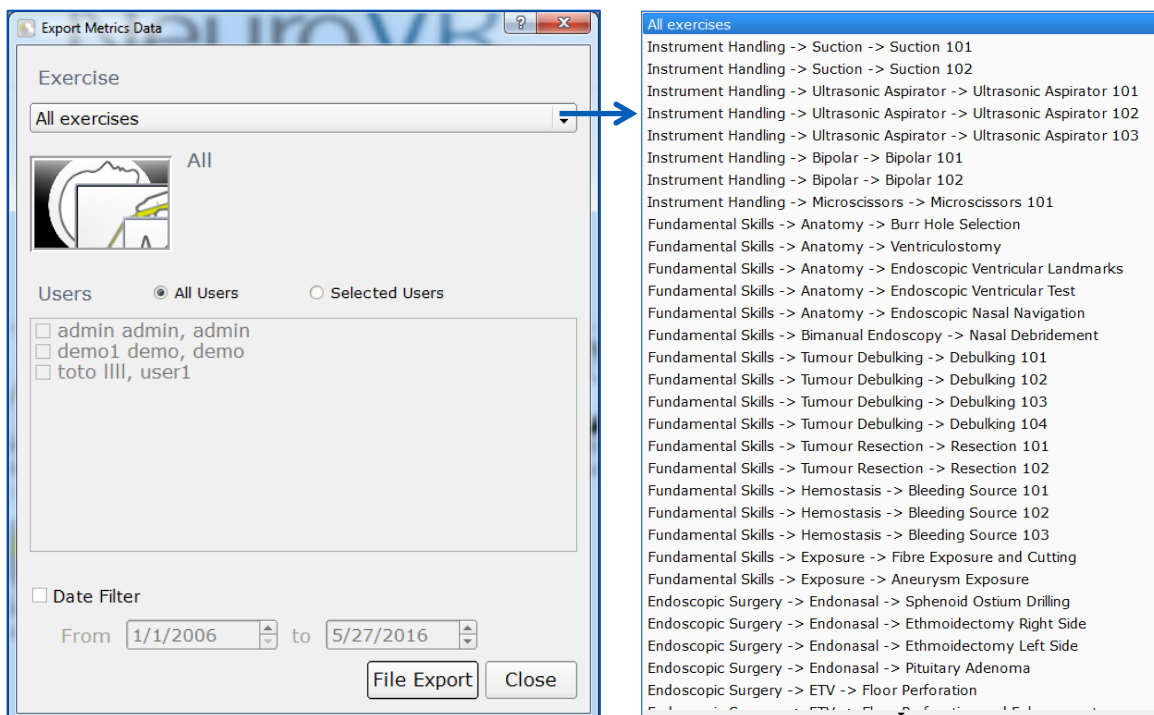 NeuroVR
Export Metrics Data
?
Exercise
All exercises
All
Users All Users Selected Users
admin admin, admin
demo1 demo, demo
toto llll, user1
Date Filter
From 1/1/2006 to 5/27/2016
File Export Close
All exercises
Instrument Handling -> Suction -> Suction 101
Instrument Handling -> Suction -> Suction 102
Instrument Handling -> Ultrasonic Aspirator -> Ultrasonic Aspirator 101
Instrument Handling -> Ultrasonic Aspirator -> Ultrasonic Aspirator 102
Instrument Handling -> Ultrasonic Aspirator -> Ultrasonic Aspirator 103
Instrument Handling -> Bipolar -> Bipolar 101
Instrument Handling -> Bipolar -> Bipolar 102
Instrument Handling -> Microscissors -> Microscissors 101
Fundamental Skills -> Anatomy -> Burr Hole Selection
Fundamental Skills -> Anatomy -> Ventriculostomy
Fundamental Skills -> Anatomy -> Endoscopic Ventricular Landmarks
Fundamental Skills -> Anatomy -> Endoscopic Ventricular Test
Fundamental Skills -> Anatomy -> Endoscopic Nasal Navigation
Fundamental Skills -> Bimanual Endoscopy -> Nasal Debridement
Fundamental Skills -> Tumour Debulking -> Debulking 101
Fundamental Skills -> Tumour Debulking -> Debulking 102
Fundamental Skills -> Tumour Debulking -> Debulking 103
Fundamental Skills -> Tumour Debulking -> Debulking 104
Fundamental Skills -> Tumour Resection -> Resection 101
Fundamental Skills -> Tumour Resection -> Resection 102
Fundamental Skills -> Hemostasis -> Bleeding Source 101
Fundamental Skills -> Hemostasis -> Bleeding Source 102
Fundamental Skills -> Hemostasis -> Bleeding Source 103
Fundamental Skills -> Exposure -> Fibre Exposure and Cutting
Fundamental Skills -> Exposure -> Aneurysm Exposure
Endoscopic Surgery -> Endonasal -> Sphenoid Ostium Drilling
Endoscopic Surgery -> Endonasal -> Ethmoidectomy Right Side
Endoscopic Surgery -> Endonasal -> Ethmoidectomy Left Side
Endoscopic Surgery -> Endonasal -> Pituitary Adenoma
Endoscopic Surgery -> ETV -> Floor Perforation